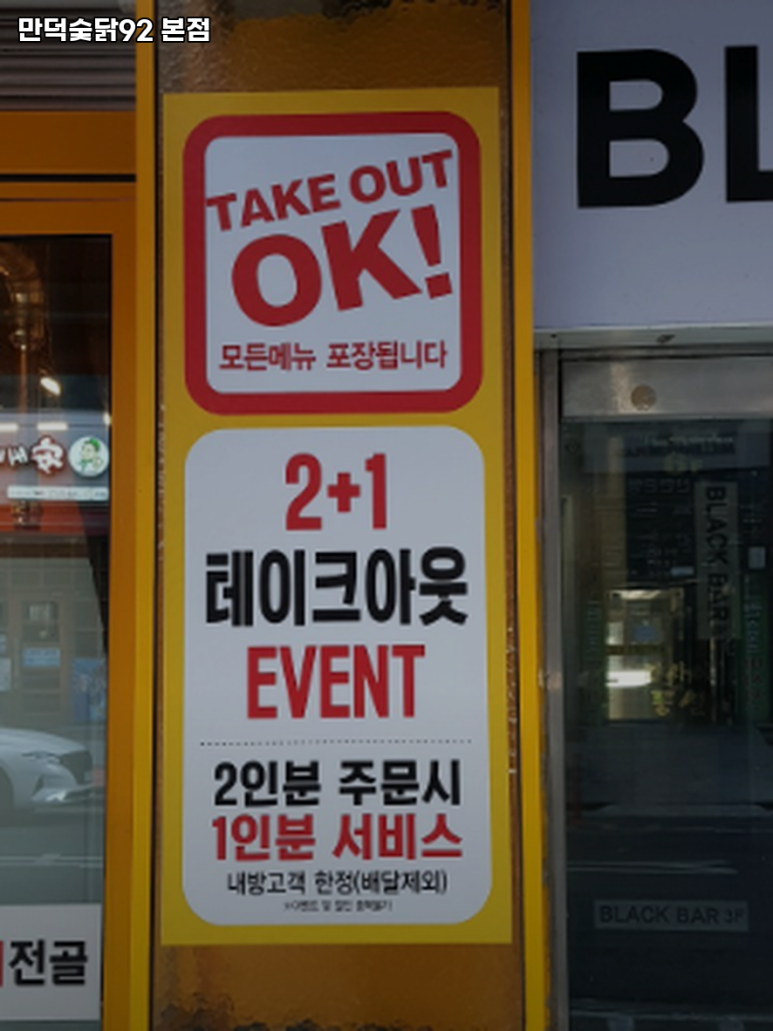 만덕숯닭92 본점
TAKE OUT
OK!
모든메뉴 포장됩니다
2+1
테이크아웃
EVENT
2인분 주문시
1인분 서비스
내방고객 한정(배달제외)
BL
BLACK BAR
BLACK BAR 3F
전골